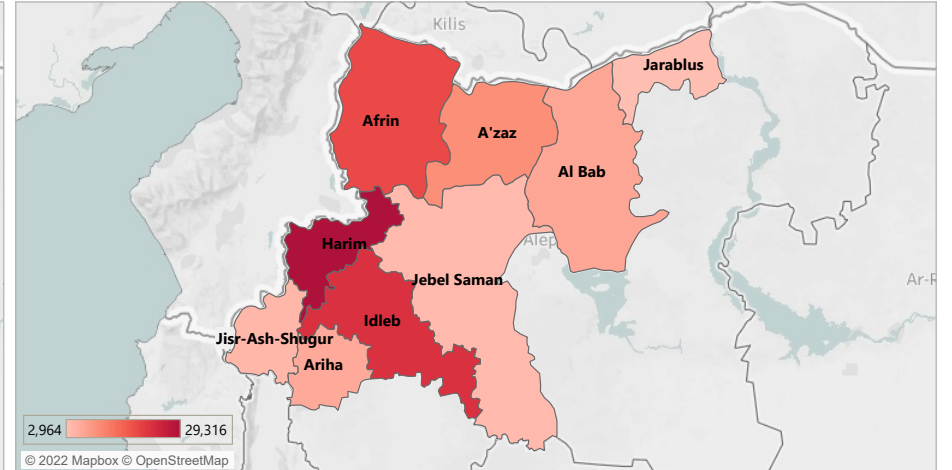 Kilis
Jarablus
Afrin
A'zaz
Al Bab
Harim
Alep
Jebel Saman
Ar-R
Idleb
Jisr-Ash-Shugur
Ariha
2,964
29,316
© 2022 Mapbox © OpenStreetMap